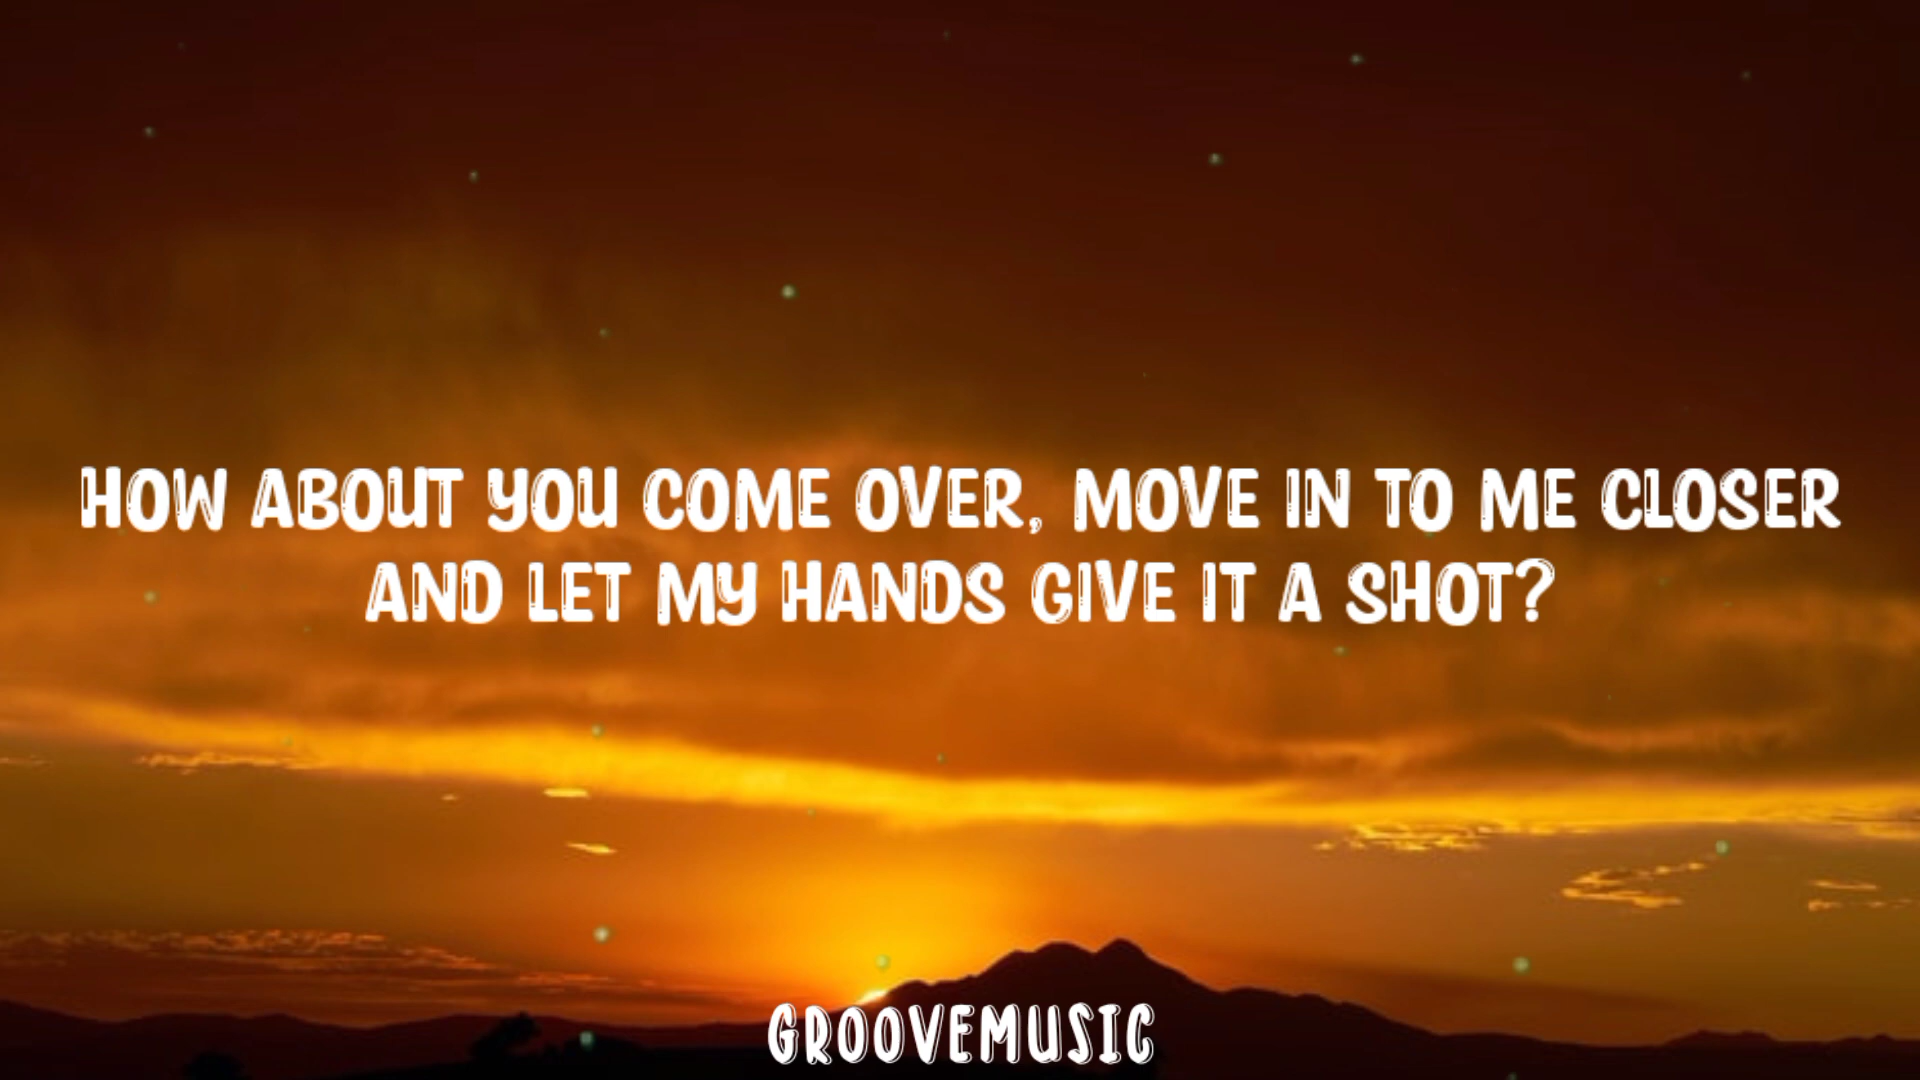 HOW ABOUT YOU COME OVER, MOVE IN TO ME CLOSER
AND LET MY HANDS GIVE IT A SHOT?
GROOVEMUSIC